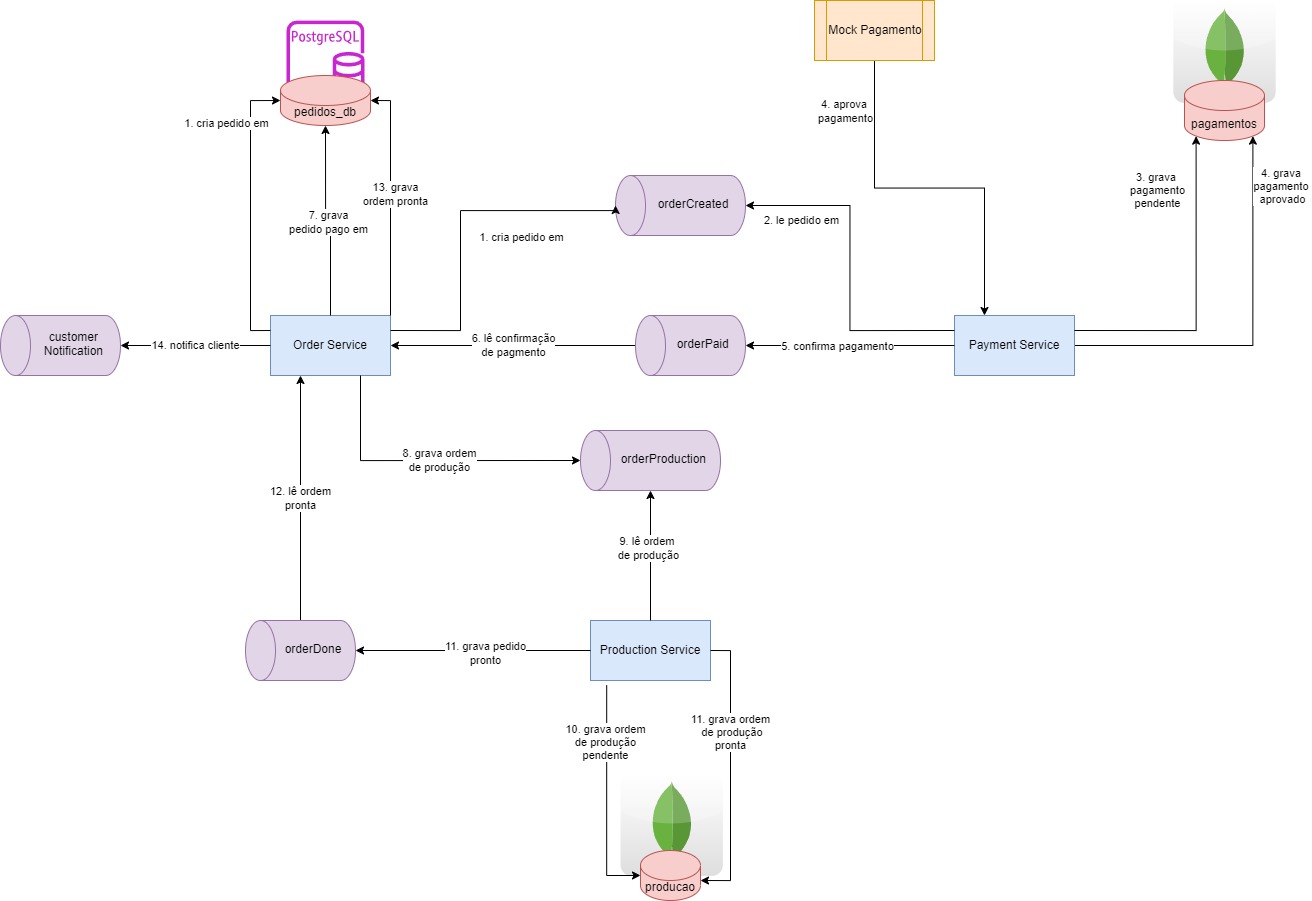 PostgreSQL
Mock Pagamento
pedidos_db
pagamentos
1. cria pedido em
4. aprova
pagamento
13. grava
ordem pronta
7. grava
pedido pago em
3. grava
pagamento
pendente
4. grava
pagamento
aprovado
orderCreated
1. cria pedido em
2. le pedido em
customer
Notification
14. notifica cliente
Order Service
6. lê confirmação
de pagmento
orderPaid
5. confirma pagamento
Payment Service
8. grava ordem
de produção
orderProduction
12. lê ordem
pronta
9. lê ordem
de produção
orderDone
11. grava pedido
pronto
Production Service
10. grava ordem
de produção
pendente
11. grava ordem
de produção
pronta
producao